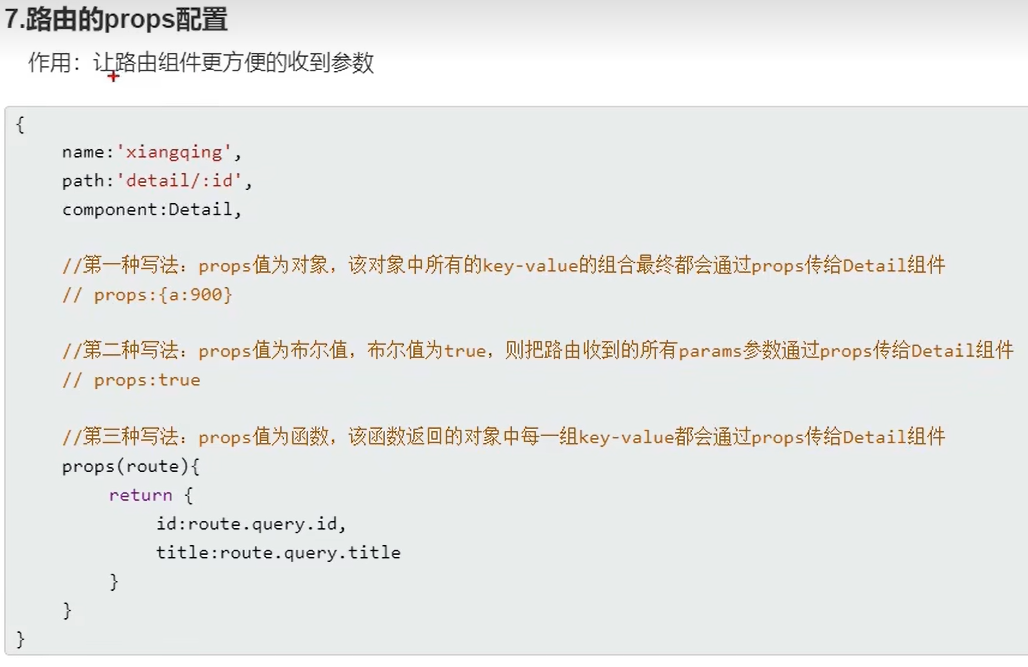 7.路由的props配置
作用：让路由组件更方便的收到参数
{
name:'xiangqing',
path:'detail/:id',
component:Detail,
//第一种写法：props值为对象，该对象中所有的key-value的组合最终都会通过props传给Detail组件
// props:{a:900}
//第二种写法：props值为布尔值，布尔值为true，则把路由收到的所有params参数通过props传给Detail组件
// props:true
//第三种写法：props值为函数，该函数返回的对象中每一组key-value都会通过props传给Detail组件
props(route){
return {
id:route.query.id,
title:route.query.title
}
}
}